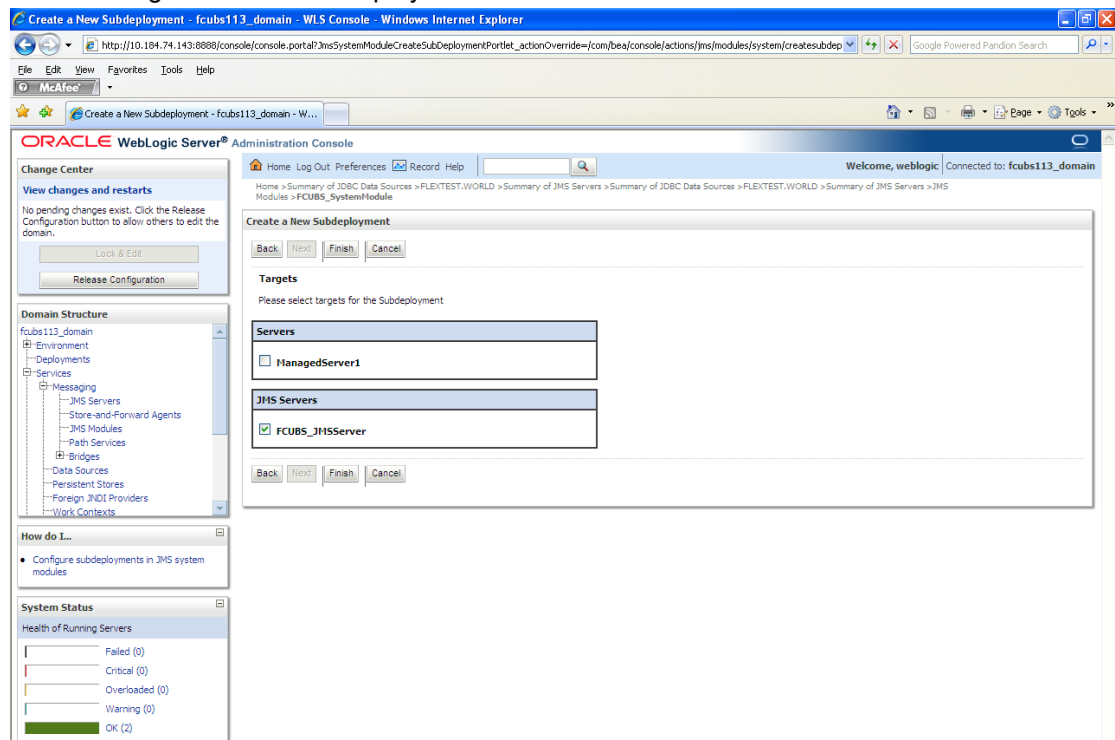 Create a New Subdeployment - fcubs113_domain - WLS Console - Windows Internet Explorer
http://10.184.74.143:8888/console/console.portal?JmsSystemModuleCreateSubDeploymentPortlet_actionOverride=/com/bea/console/actions/jms/modules/system/createsubdep
Google Powered Pandion Search
File Edit View Favorites Tools Help
McAfee
Create a New Subdeployment - fcubs113_domain - W...
Page Tools
ORACLE WebLogic Server® Administration Console
Change Center
View changes and restarts
No pending changes exist. Click the Release
Configuration button to allow others to edit the
domain.
Lock & Edit
Release Configuration
Domain Structure
fcubs113_domain
Environment
Deployments
Services
Messaging
JMS Servers
Store-and-Forward Agents
JMS Modules
Path Services
Bridges
Data Sources
Persistent Stores
Foreign JNDI Providers
Work Contexts
How do I...
Configure subdeployments in JMS system
modules
System Status
Health of Running Servers
Failed (0)
Critical (0)
Overloaded (0)
Warning (0)
OK (2)
Home Log Out Preferences Record Help
Welcome, weblogic Connected to: fcubs113_domain
Home >Summary of JDBC Data Sources >FLEXTEST.WORLD >Summary of JMS Servers >Summary of JDBC Data Sources >FLEXTEST.WORLD >Summary of JMS Servers >JMS
Modules >FCUBS_SystemModule
Create a New Subdeployment
Back Next Finish Cancel
Targets
Please select targets for the Subdeployment
Servers
ManagedServer1
JMS Servers
FCUBS_JMSServer
Back Next Finish Cancel